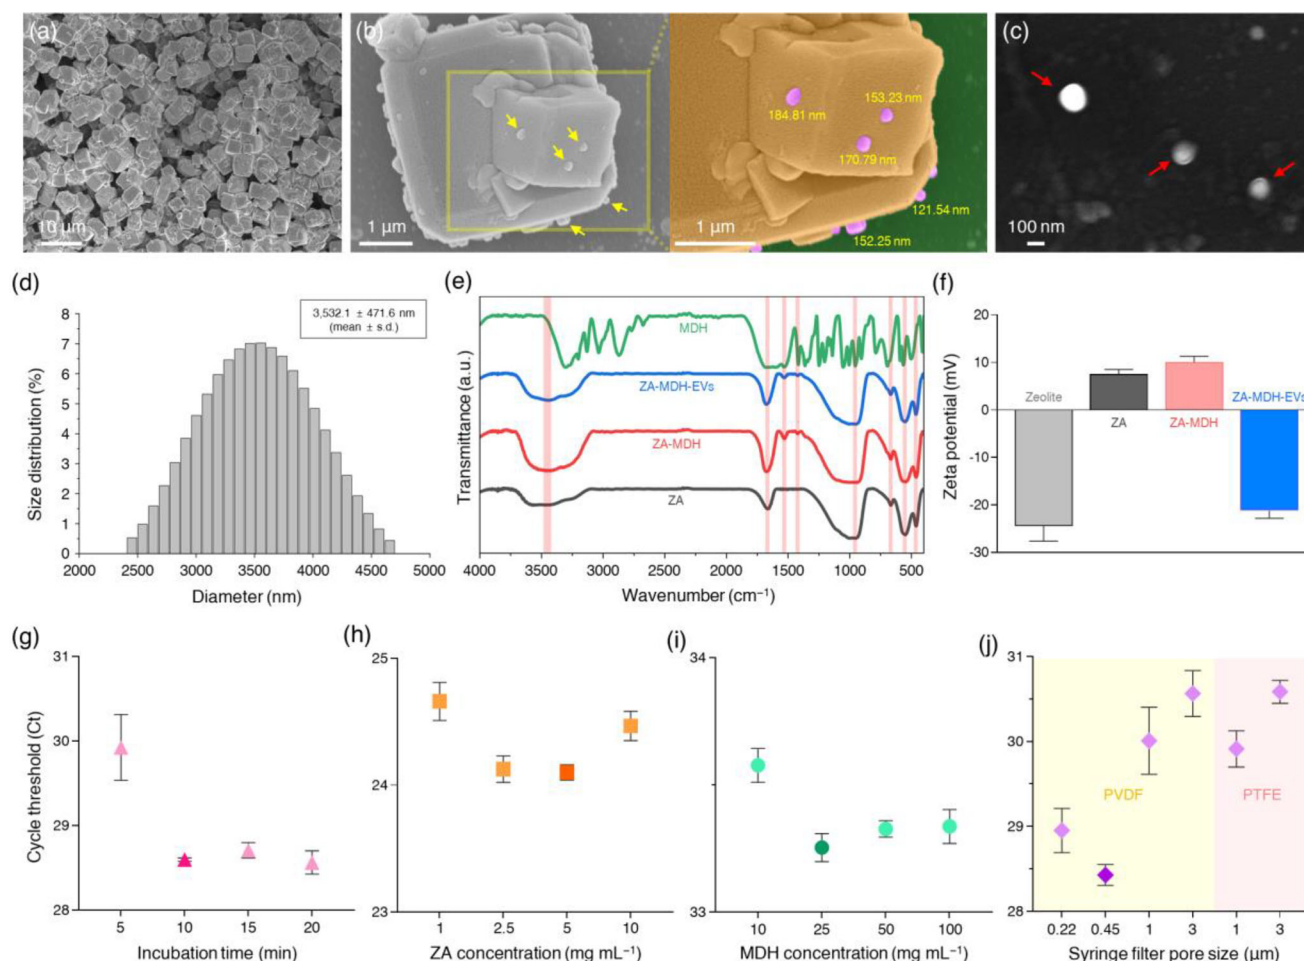 (a)
10 µm
(b)
1 µm
184.81 nm
153.23 nm
170.79 nm
121.54 nm
152.25 nm
1 µm
(c)
100 nm
(d)
3,532.1 ± 471.6 nm
(mean ± s.d.)
8
7
6
5
4
3
2
1
0
Size distribution (%)
2000 2500 3000 3500 4000 4500 5000
Diameter (nm)
(e)
Transmittance (a.u.)
MDH
ZA-MDH-EVs
ZA-MDH
ZA
4000 3500 3000 2500 2000 1500 1000 500
Wavenumber (cm⁻¹)
(f)
Zeta potential (mV)
20
10
0
-10
-20
-30
Zeolite
ZA
ZA-MDH
ZA-MDH-EVs
(g)
Cycle threshold (Ct)
31
30
28
28
5 10 15 20
Incubation time (min)
(h)
25
24
23
1 2.5 5 10
ZA concentration (mg mL⁻¹)
(i)
34
33
10 25 50 100
MDH concentration (mg mL⁻¹)
(j)
31
30
29
28
PVDF
PTFE
0.22 0.45 1 3 1 3
Syringe filter pore size (µm)